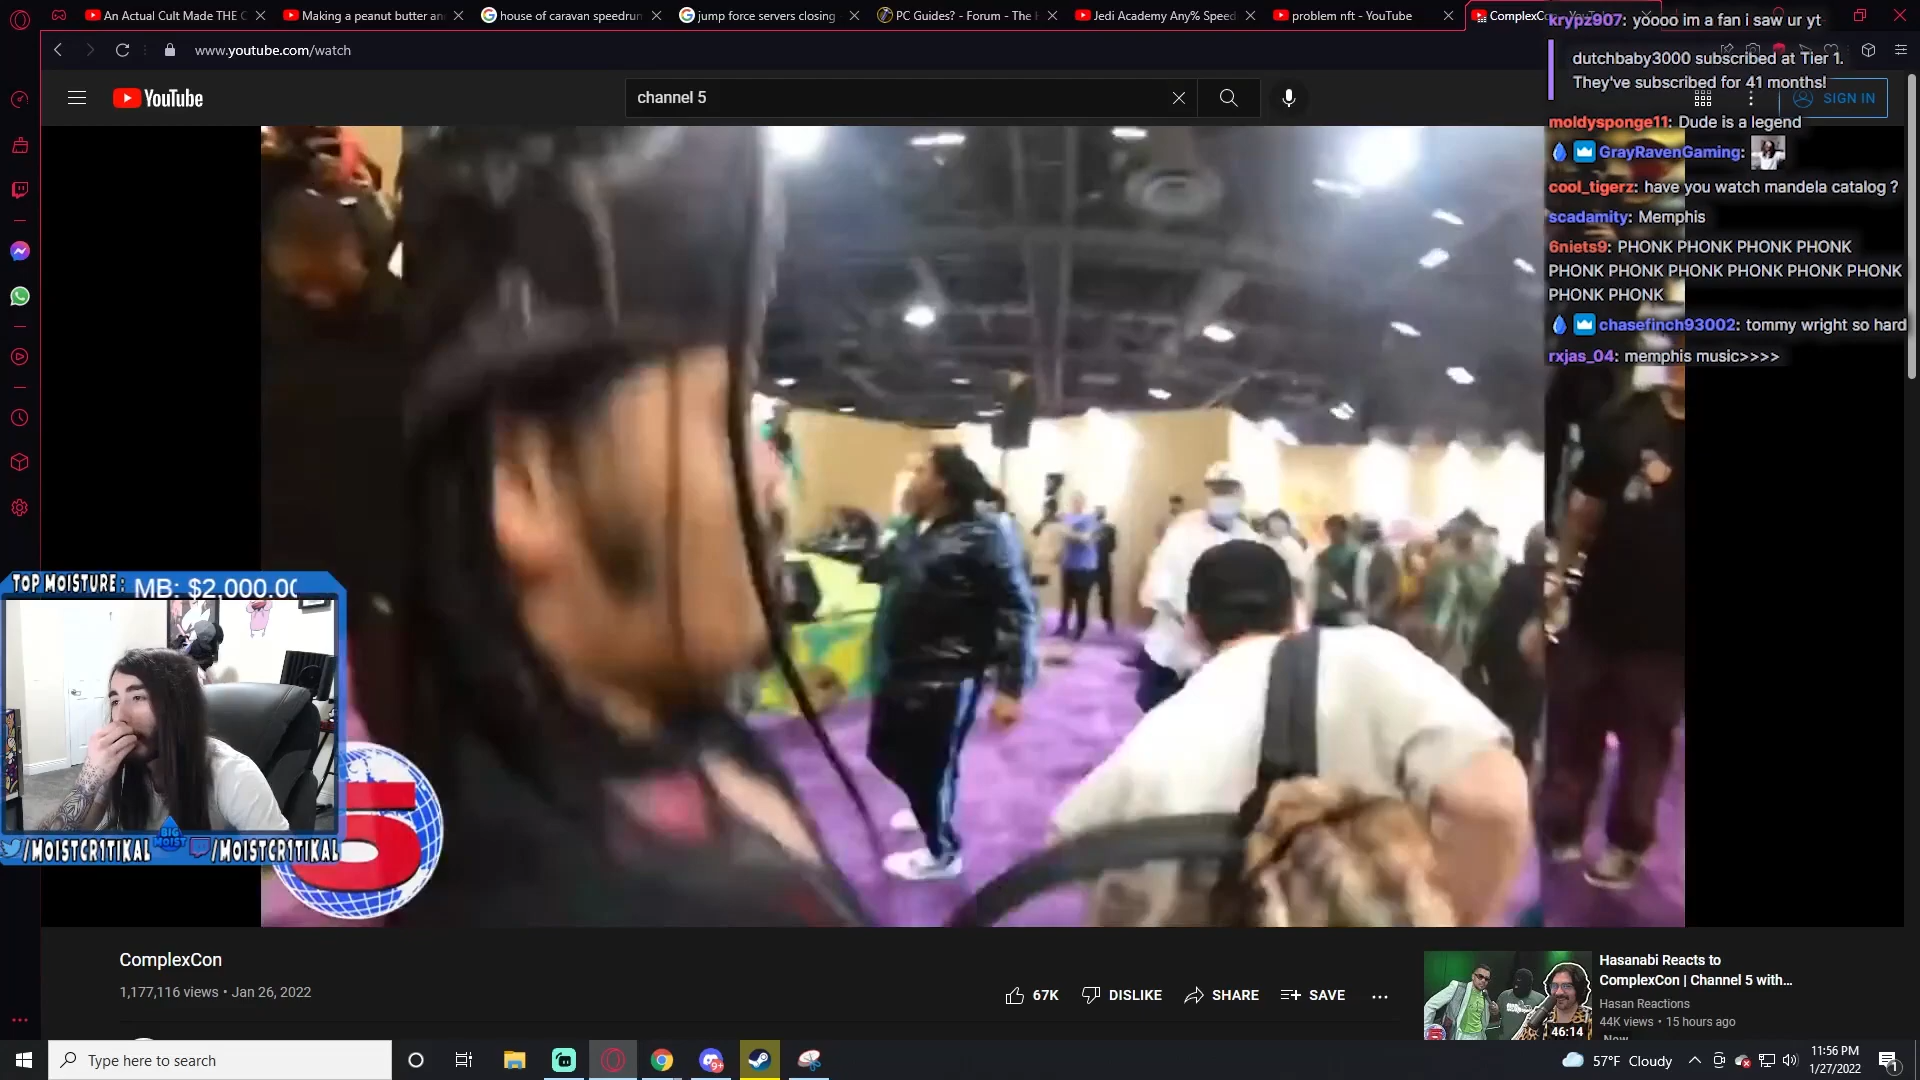 An Actual Cult Made THE C
Making a peanut butter an
house of caravan speedrun
jump force servers closing
PC Guides? - Forum - The
Jedi Academy Any% Speed
problem nft - YouTube
ComplexCo
www.youtube.com/watch
YouTube
channel 5
SIGN IN
krypz907: yoooo im a fan i saw ur yt
dutchbaby3000 subscribed at Tier 1.
They've subscribed for 41 months!
moldysponge11: Dude is a legend
GrayRavenGaming:
cool_tigerz: have you watch mandela catalog ?
scadamity: Memphis
6niets9: PHONK PHONK PHONK PHONK
PHONK PHONK PHONK PHONK PHONK PHONK
PHONK PHONK
chasefinch93002: tommy wright so hard
rxjas_04: memphis music>>>>
TOP MOISTURE: MB: $2,000.00
BIG
MOIST
/MOISTCR1TIKAL
/MOISTCR1TIKAL
5
ComplexCon
1,177,116 views • Jan 26, 2022
67K
DISLIKE
SHARE
SAVE
Hasanabi Reacts to
ComplexCon | Channel 5 with...
Hasan Reactions
44K views • 15 hours ago
46:14
Type here to search
57°F Cloudy
11:56 PM
1/27/2022